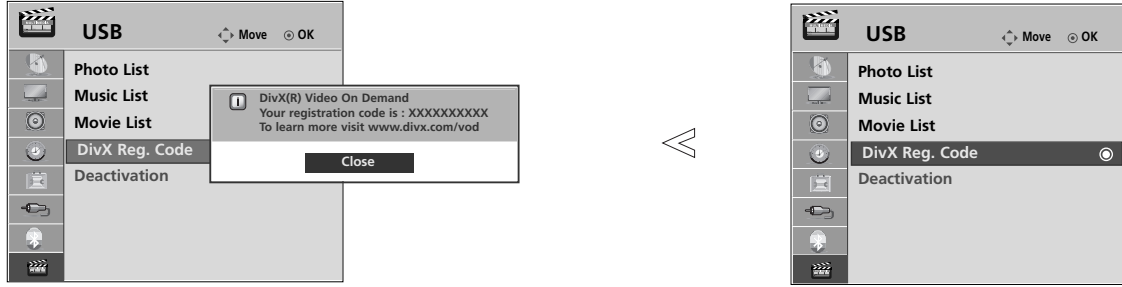 USB Move OK
Photo List
Music List
Movie List
DivX Reg. Code
Deactivation
DivX(R) Video On Demand
Your registration code is : XXXXXXXXXX
To learn more visit www.divx.com/vod
Close
USB Move OK
Photo List
Music List
Movie List
DivX Reg. Code
Deactivation